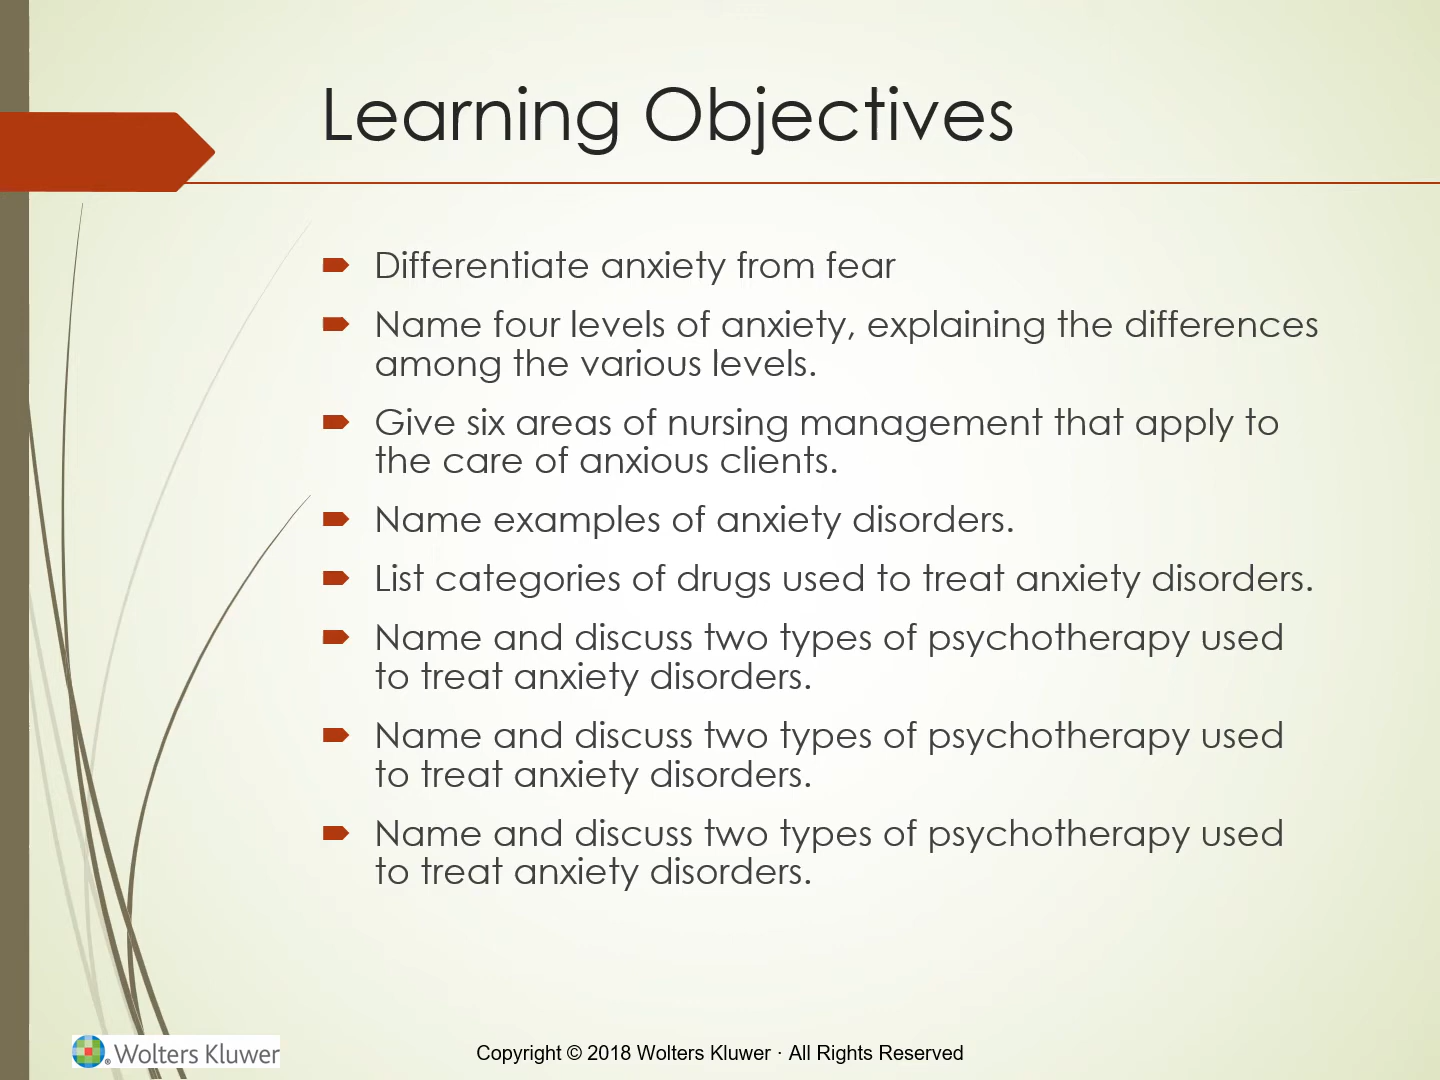 Learning Objectives
Differentiate anxiety from fear
Name four levels of anxiety, explaining the differences
among the various levels.
Give six areas of nursing management that apply to
the care of anxious clients.
Name examples of anxiety disorders.
List categories of drugs used to treat anxiety disorders.
Name and discuss two types of psychotherapy used
to treat anxiety disorders.
Name and discuss two types of psychotherapy used
to treat anxiety disorders.
Name and discuss two types of psychotherapy used
to treat anxiety disorders.
® Wolters Kluwer
Copyright © 2018 Wolters Kluwer · All Rights Reserved